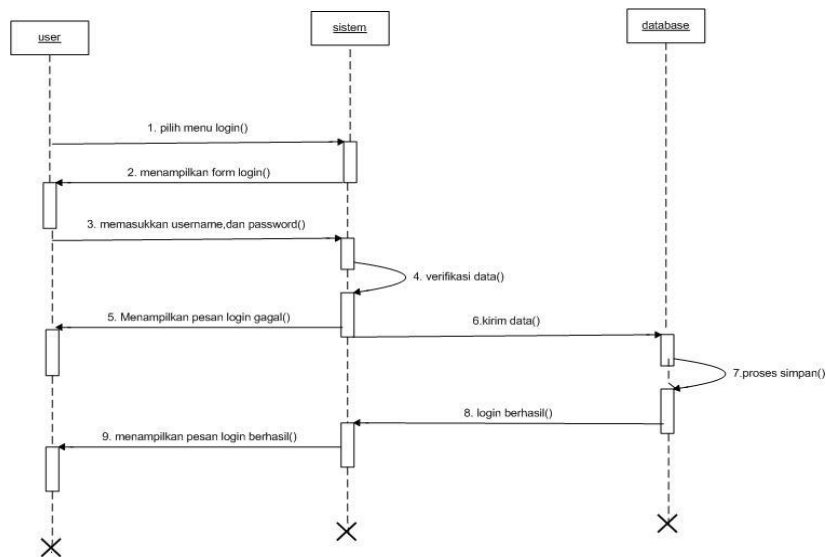 user
sistem
database
1. pilih menu login()
2. menampilkan form login()
3. memasukkan username,dan password()
4. verifikasi data()
5. Menampilkan pesan login gagal()
6.kirim data()
7.proses simpan()
8. login berhasil()
9. menampilkan pesan login berhasil()